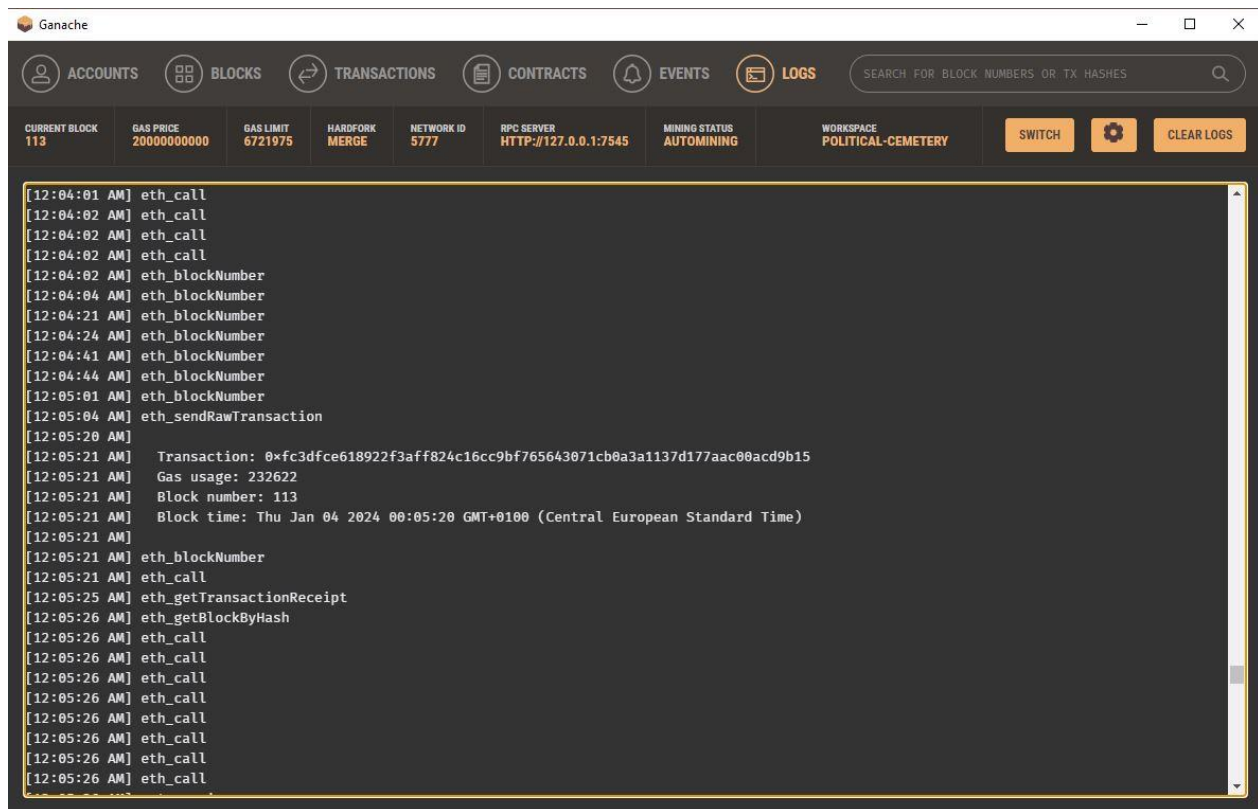 Ganache
ACCOUNTS BLOCKS TRANSACTIONS CONTRACTS EVENTS LOGS SEARCH FOR BLOCK NUMBERS OR TX HASHES
CURRENT BLOCK GAS PRICE GAS LIMIT HARDFORK NETWORK ID RPC SERVER MINING STATUS WORKSPACE
113 20000000000 6721975 MERGE 5777 HTTP://127.0.0.1:7545 AUTOMINING POLITICAL-CEMETERY SWITCH CLEAR LOGS
[12:04:01 AM] eth_call
[12:04:02 AM] eth_call
[12:04:02 AM] eth_call
[12:04:02 AM] eth_call
[12:04:02 AM] eth_blockNumber
[12:04:04 AM] eth_blockNumber
[12:04:21 AM] eth_blockNumber
[12:04:24 AM] eth_blockNumber
[12:04:41 AM] eth_blockNumber
[12:04:44 AM] eth_blockNumber
[12:05:01 AM] eth_blockNumber
[12:05:04 AM] eth_sendRawTransaction
[12:05:20 AM]
[12:05:21 AM] Transaction: 0×fc3dfce618922f3aff824c16cc9bf765643071cb0a3a1137d177aac00acd9b15
[12:05:21 AM] Gas usage: 232622
[12:05:21 AM] Block number: 113
[12:05:21 AM] Block time: Thu Jan 04 2024 00:05:20 GMT+0100 (Central European Standard Time)
[12:05:21 AM]
[12:05:21 AM] eth_blockNumber
[12:05:21 AM] eth_call
[12:05:25 AM] eth_getTransactionReceipt
[12:05:26 AM] eth_getBlockByHash
[12:05:26 AM] eth_call
[12:05:26 AM] eth_call
[12:05:26 AM] eth_call
[12:05:26 AM] eth_call
[12:05:26 AM] eth_call
[12:05:26 AM] eth_call
[12:05:26 AM] eth_call
[12:05:26 AM] eth_call